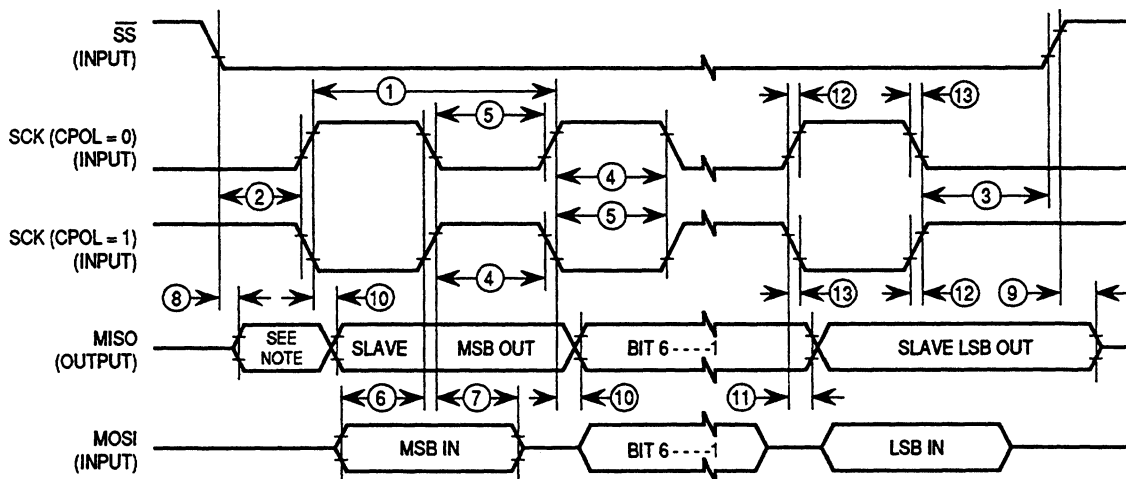 SS
(INPUT)
① ⑤ ⑫ ⑬
SCK (CPOL = 0)
(INPUT)
② ④ ③
⑤
SCK (CPOL = 1)
(INPUT)
④
⑧ ⑩ ⑬ ⑫ ⑨
MISO
(OUTPUT)
SEE
NOTE
SLAVE MSB OUT BIT 6 - - - - 1 SLAVE LSB OUT
⑥ ⑦ ⑩ ⑪
MOSI
(INPUT)
MSB IN BIT 6 - - - - 1 LSB IN